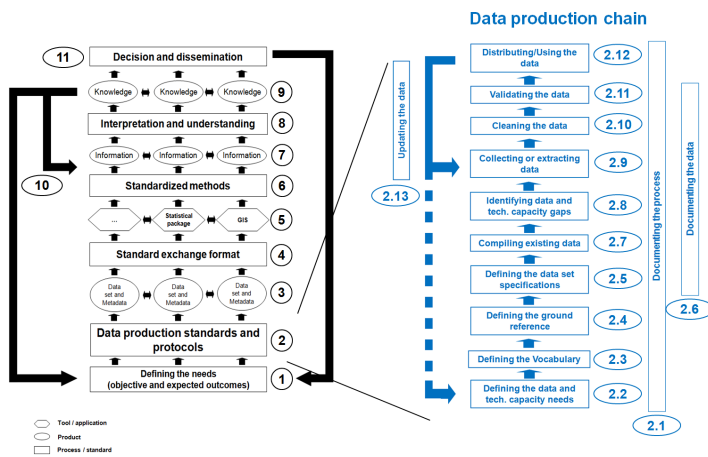 Data production chain
11
Decision and dissemination
Knowledge
Knowledge
Knowledge
9
Interpretation and understanding
8
Information
Information
Information
7
10
Standardized methods
6
...
Statistical
package
GIS
5
Standard exchange format
4
Data
set and
Metadata
Data
set and
Metadata
Data
set and
Metadata
3
Data production standards and
protocols
2
Defining the needs
(objective and expected outcomes)
1
Tool / application
Product
Process / standard
Updating the data
2.13
Distributing/Using the
data
2.12
Validating the data
2.11
Cleaning the data
2.10
Collecting or extracting
data
2.9
Identifying data and
tech. capacity gaps
2.8
Compiling existing data
2.7
Defining the data set
specifications
2.5
Defining the ground
reference
2.4
Defining the Vocabulary
2.3
Defining the data and
tech. capacity needs
2.2
Documenting the process
2.1
Documenting the data
2.6